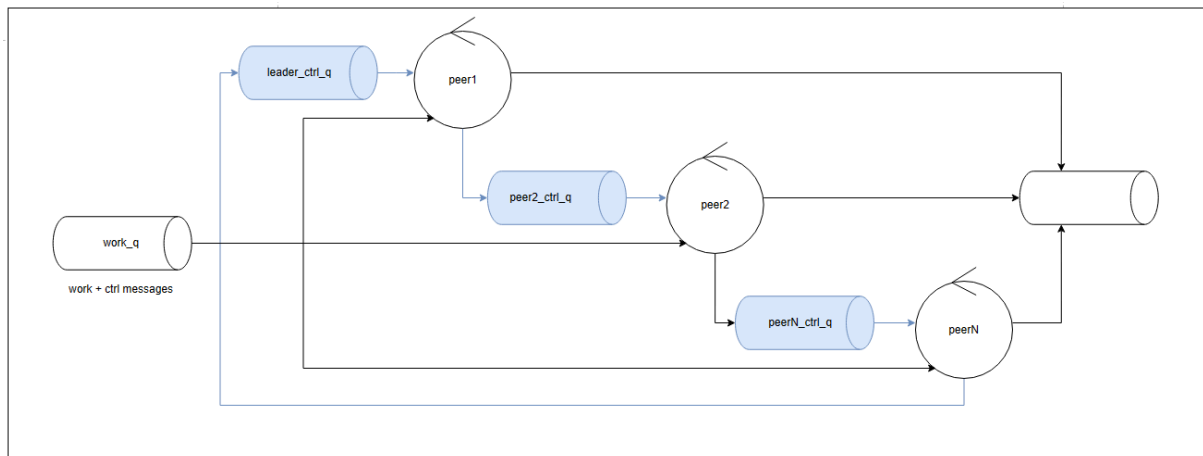 leader_ctrl_q
peer1
peer2_ctrl_q
peer2
work_q
work + ctrl messages
peerN_ctrl_q
peerN